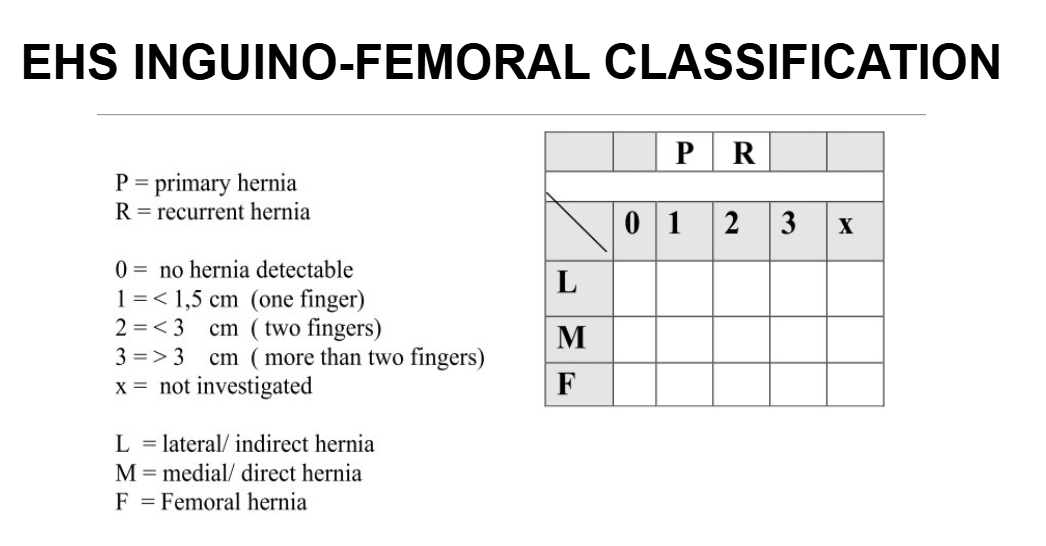 EHS INGUINO-FEMORAL CLASSIFICATION
P = primary hernia
R = recurrent hernia
0 = no hernia detectable
1 = < 1,5 cm (one finger)
2 = < 3 cm ( two fingers)
3 = > 3 cm ( more than two fingers)
x = not investigated
L = lateral/ indirect hernia
M = medial/ direct hernia
F = Femoral hernia
P R
0 1 2 3 x
L
M
F